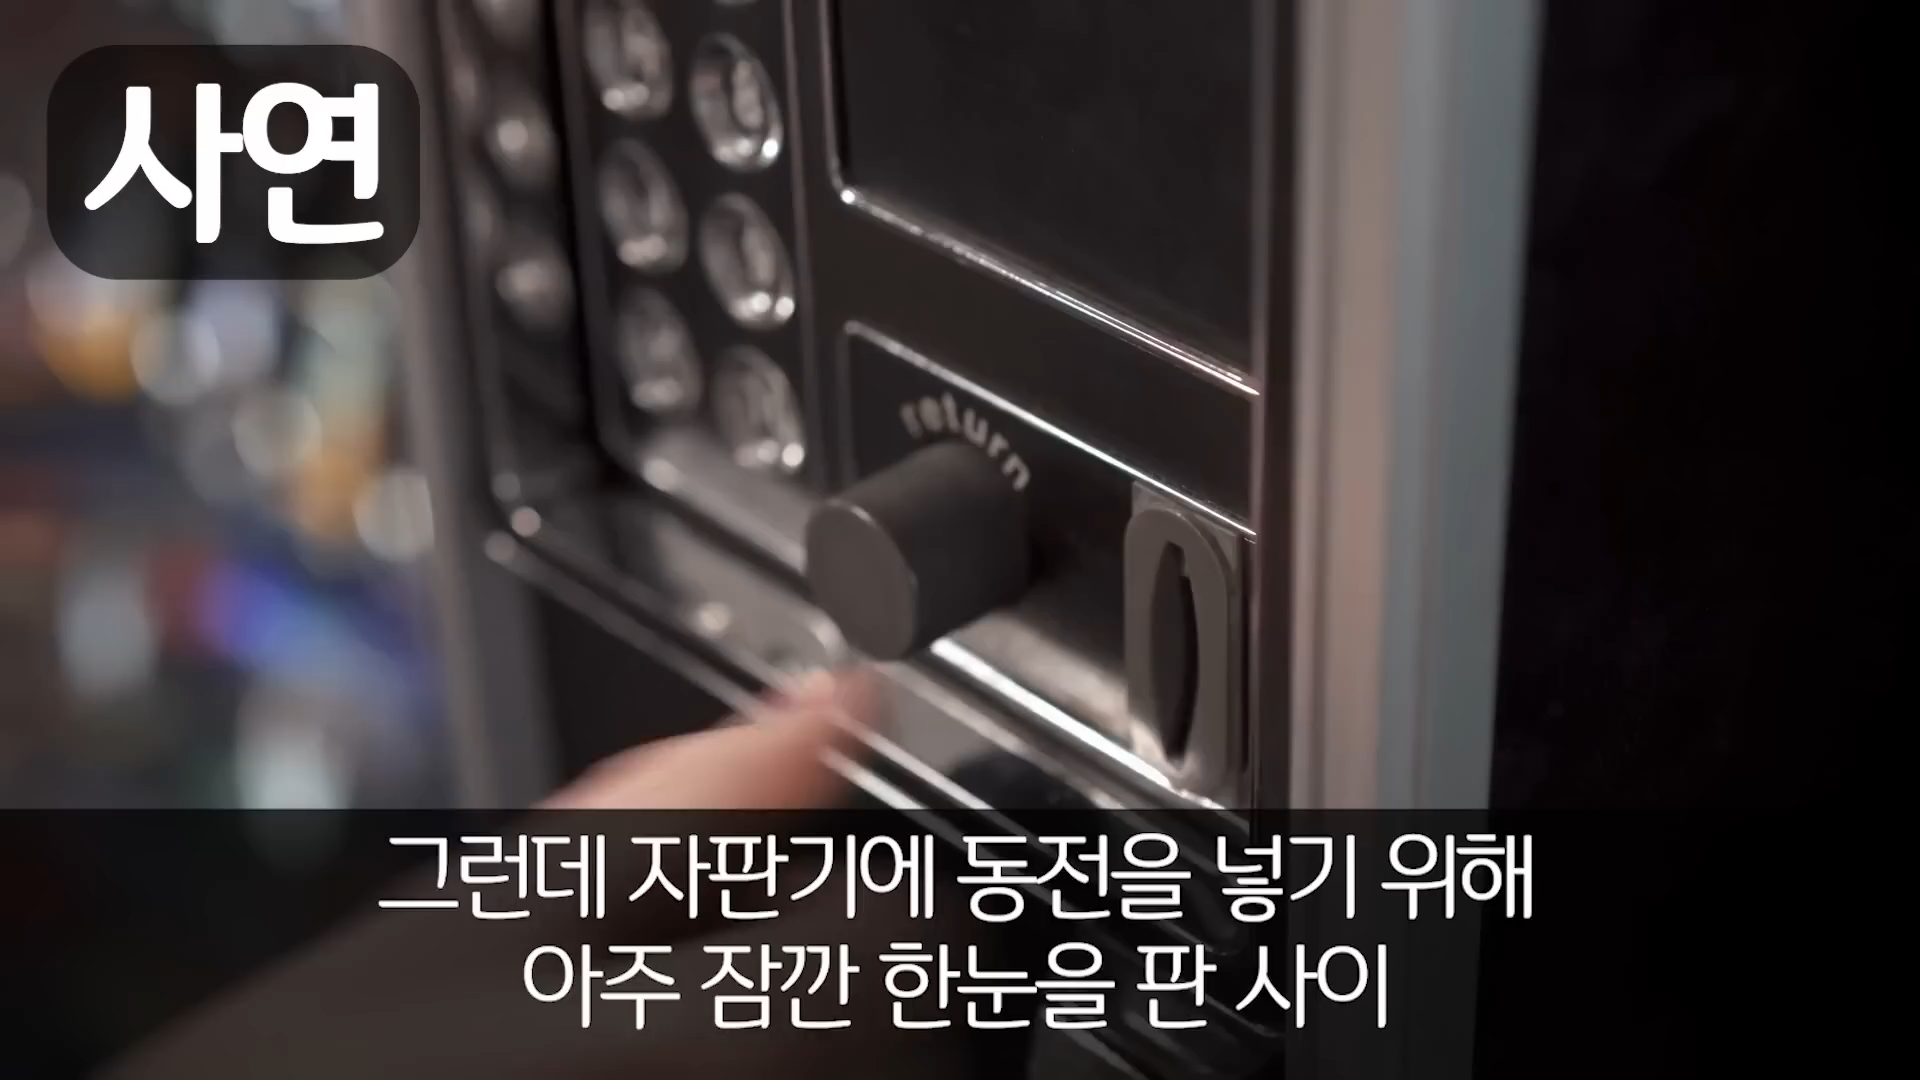 사연
return
그런데 자판기에 동전을 넣기 위해
아주 잠깐 한눈을 판 사이